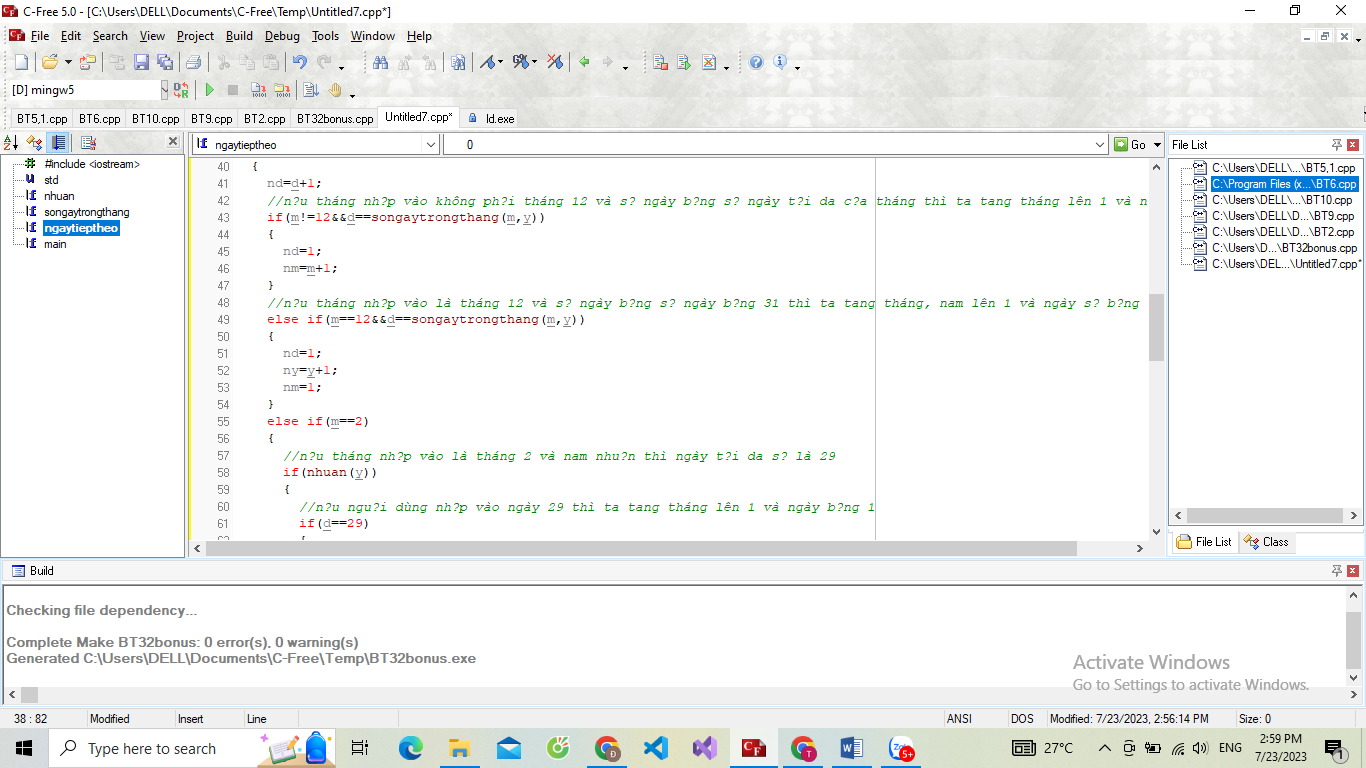 C-Free 5.0 - [C:\Users\DELL\Documents\C-Free\Temp\Untitled7.cpp*]
File Edit Search View Project Build Debug Tools Window Help
[D] mingw5
BT5,1.cpp BT6.cpp BT10.cpp BT9.cpp BT2.cpp BT32bonus.cpp Untitled7.cpp* ld.exe
ngaytieptheo 0 Go
#include <iostream>
std
nhuan
songaytrongthang
ngaytieptheo
main
40 {
41 nd=d+1;
42 //n?u tháng nh?p vào không ph?i tháng 12 và s? ngày b?ng s? ngày t?i da c?a tháng thì ta tang tháng lên 1 và n
43 if(m!=12&&d==songaytrongthang(m,y))
44 {
45 nd=1;
46 nm=m+1;
47 }
48 //n?u tháng nh?p vào là tháng 12 và s? ngày b?ng s? ngày b?ng 31 thì ta tang tháng, nam lên 1 và ngày s? b?ng
49 else if(m==12&&d==songaytrongthang(m,y))
50 {
51 nd=1;
52 ny=y+1;
53 nm=1;
54 }
55 else if(m==2)
56 {
57 //n?u tháng nh?p vào là tháng 2 và nam nhu?n thì ngày t?i da s? là 29
58 if(nhuan(y))
59 {
60 //n?u ngu?i dùng nh?p vào ngày 29 thì ta tang tháng lên 1 và ngày b?ng 1
61 if(d==29)
File List
C:\Users\DELL\...\BT5,1.cpp
C:\Program Files (x...\BT6.cpp
C:\Users\DELL\...\BT10.cpp
C:\Users\DELL\D...\BT9.cpp
C:\Users\DELL\D...\BT2.cpp
C:\Users\D...\BT32bonus.cpp
C:\Users\DEL...\Untitled7.cpp*
File List Class
Build
Checking file dependency...
Complete Make BT32bonus: 0 error(s), 0 warning(s)
Generated C:\Users\DELL\Documents\C-Free\Temp\BT32bonus.exe
Activate Windows
Go to Settings to activate Windows.
38 : 82 Modified Insert Line ANSI DOS Modified: 7/23/2023, 2:56:14 PM Size: 0
Type here to search 27°C ENG 2:59 PM
7/23/2023